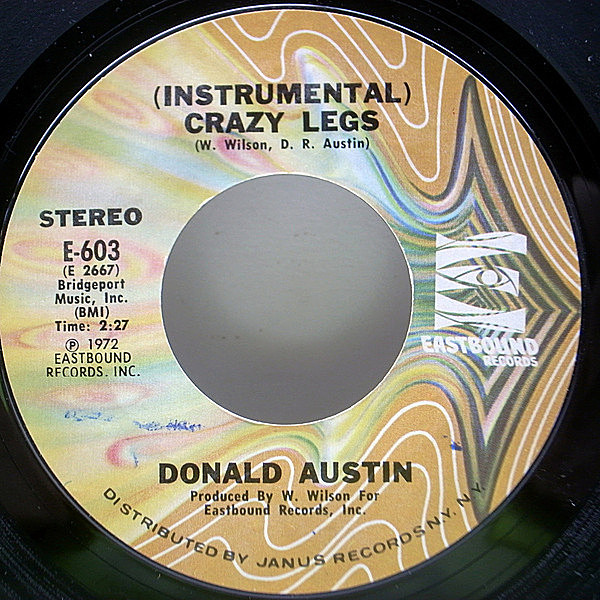 (INSTRUMENTAL)
CRAZY LEGS
(W. Wilson, D. R. Austin)
STEREO
E-603
(E 2667)
Bridgeport
Music, Inc.
(BMI)
Time: 2:27
Ⓟ 1972
EASTBOUND
RECORDS, INC.
EASTBOUND
RECORDS
DONALD AUSTIN
Produced By W. Wilson For
Eastbound Records, Inc.
DISTRIBUTED BY JANUS RECORDS N.Y. N.Y.